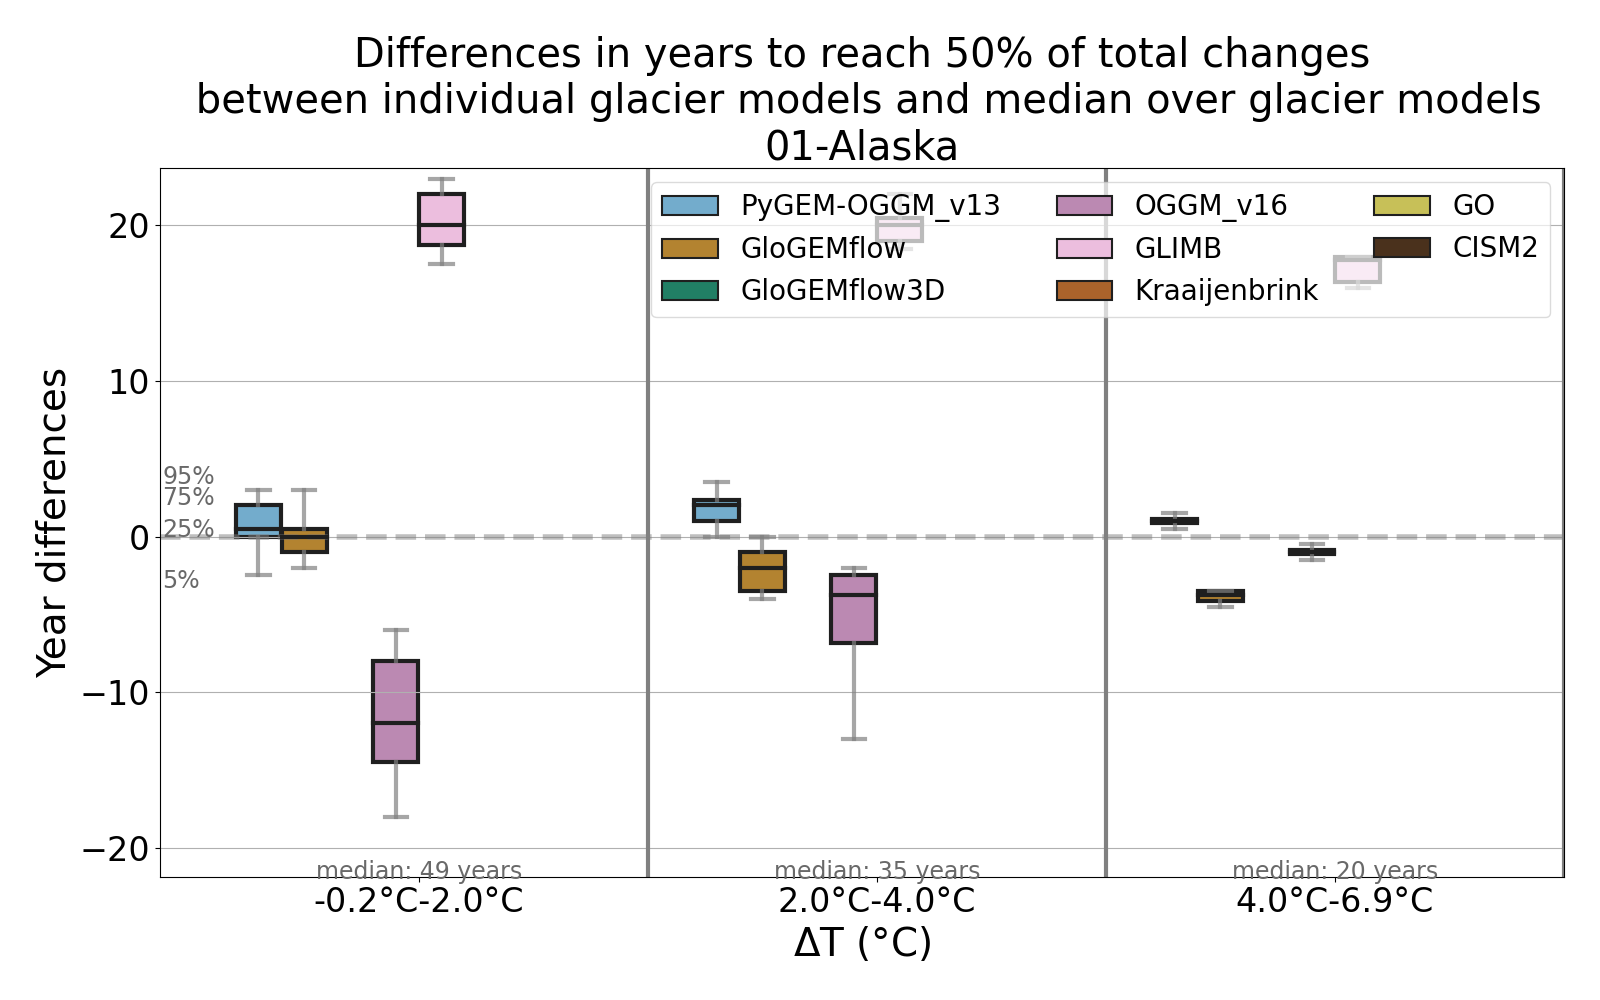 Differences in years to reach 50% of total changes
between individual glacier models and median over glacier models
01-Alaska
PyGEM-OGGM_v13
GloGEMflow
GloGEMflow3D
OGGM_v16
GLIMB
Kraaijenbrink
GO
CISM2
Year differences
20
10
0
−10
−20
95%
75%
25%
5%
median: 49 years
median: 35 years
median: 20 years
-0.2°C-2.0°C
2.0°C-4.0°C
4.0°C-6.9°C
ΔT (°C)